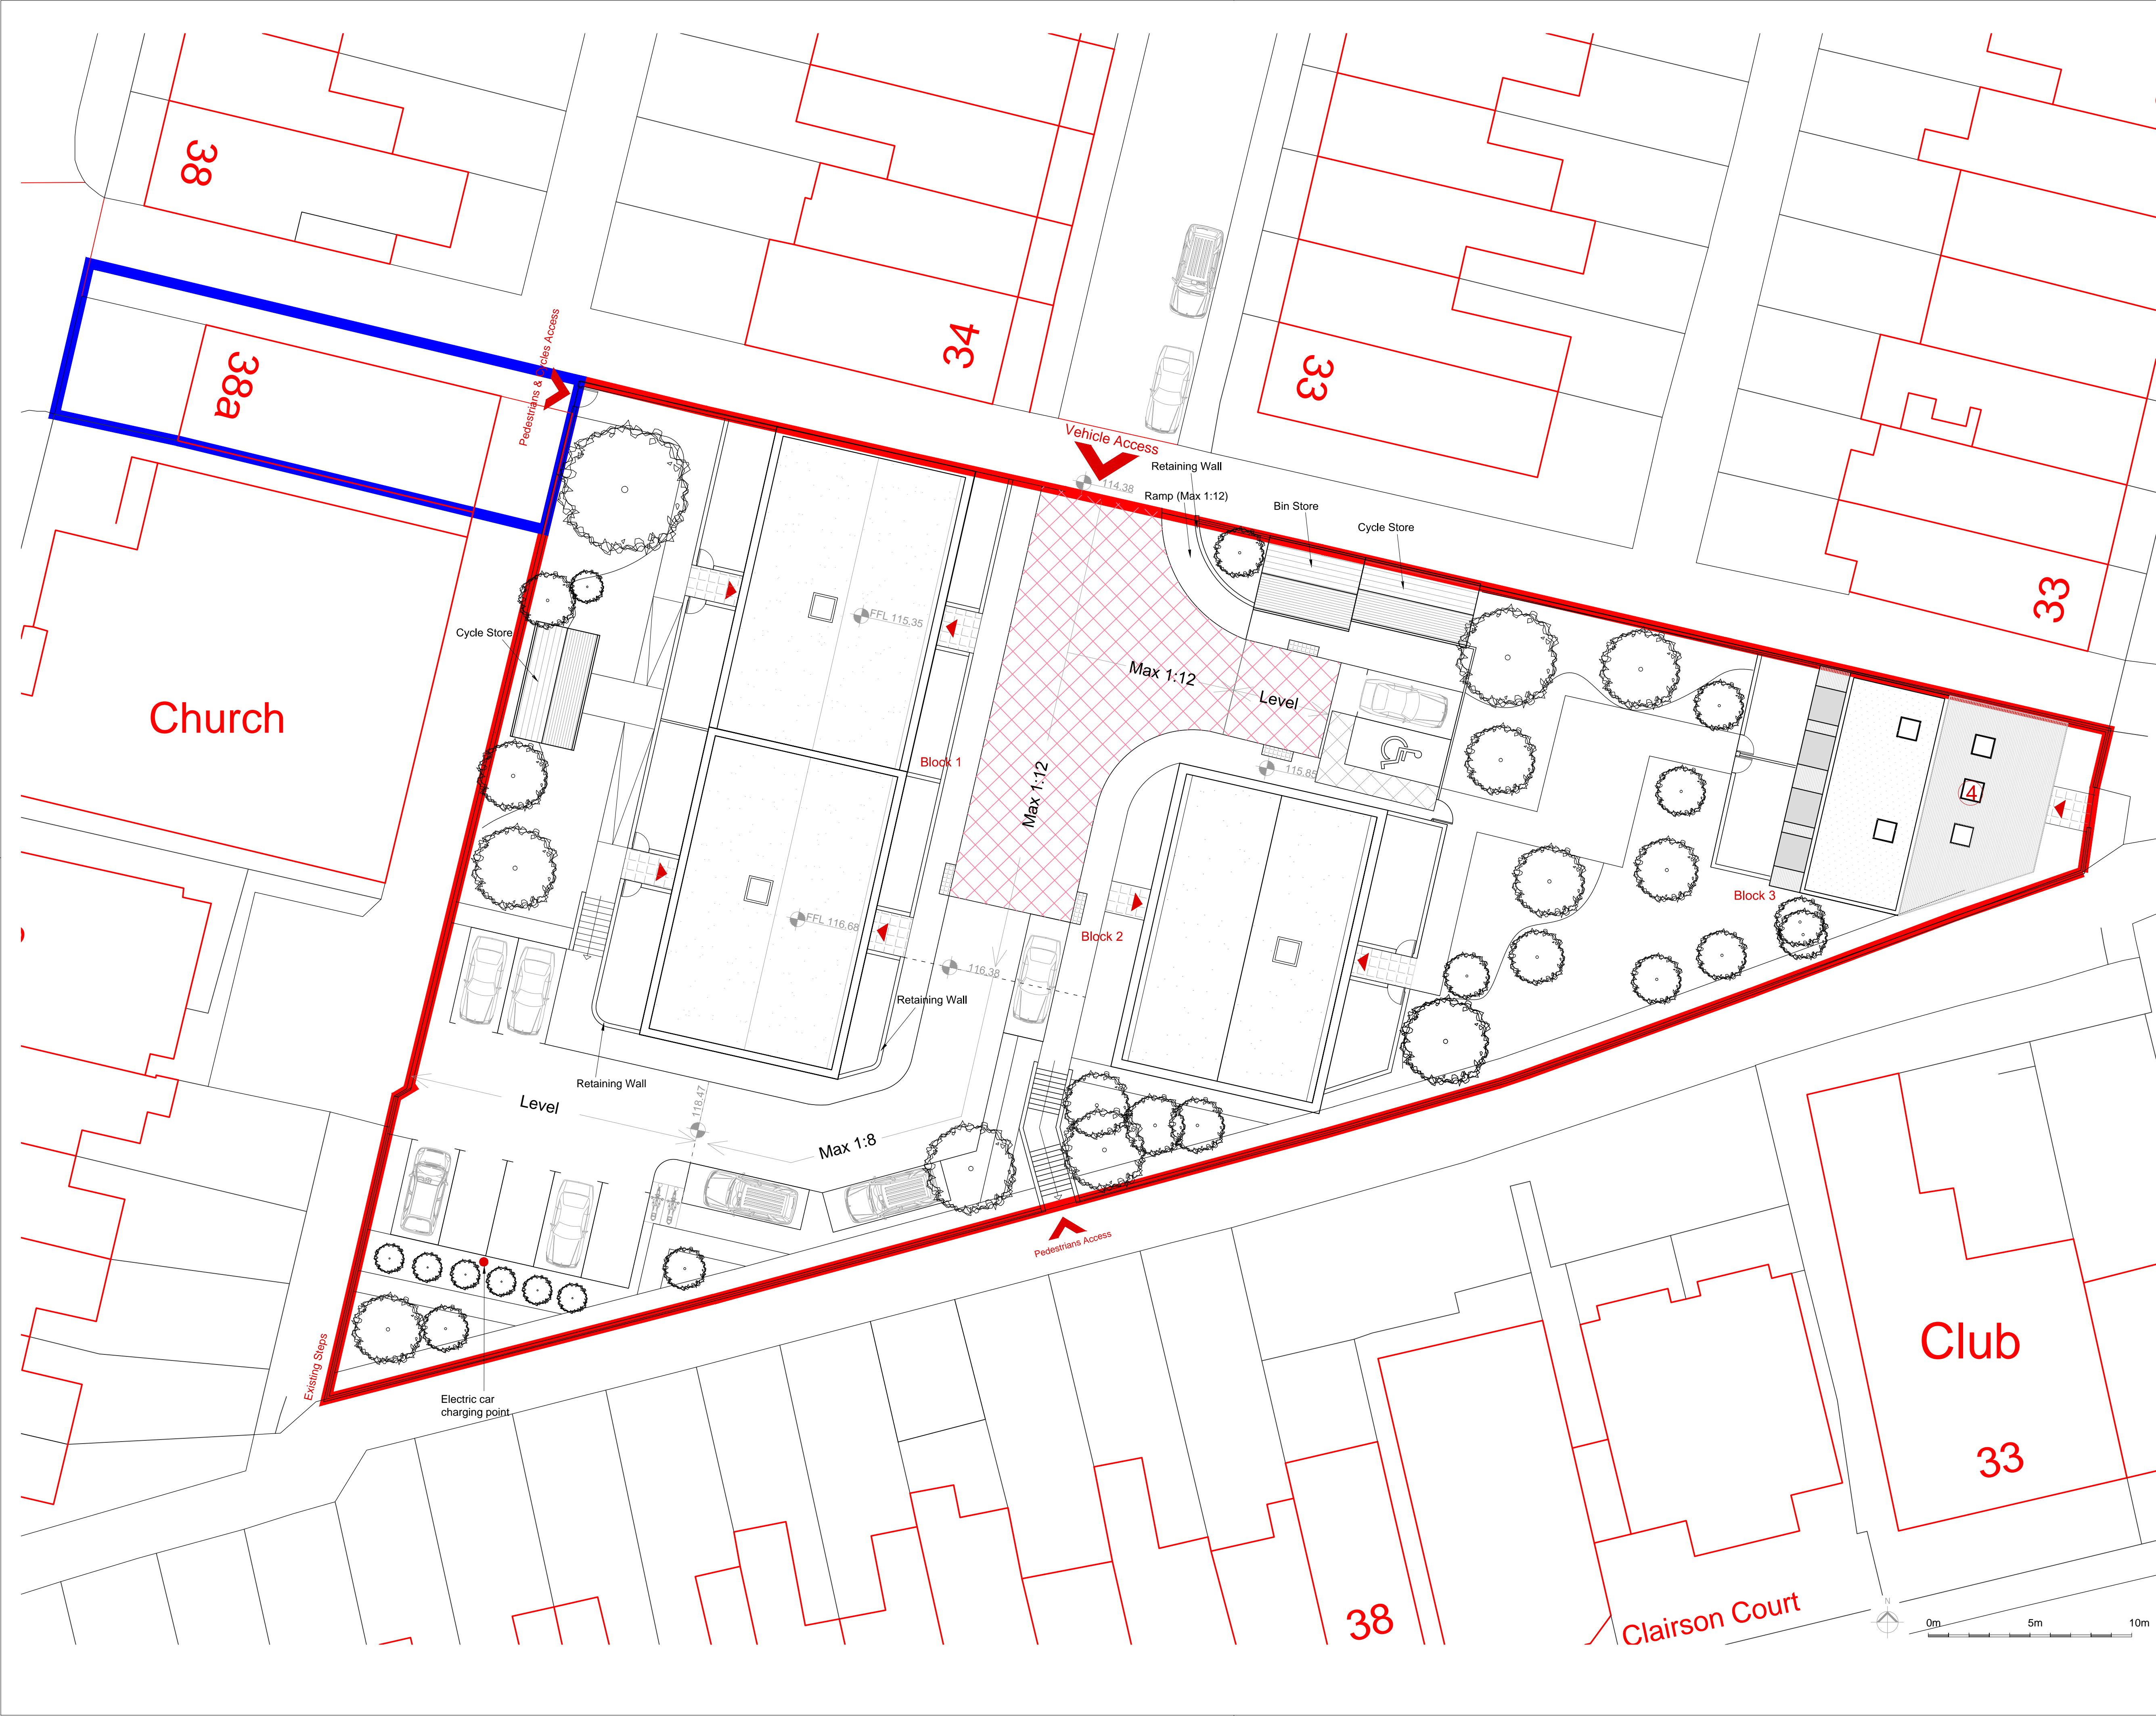 38
34
33
38a
Pedestrians & Cycles Access
Vehicle Access
Retaining Wall
114.38
Ramp (Max 1:12)
Bin Store
Cycle Store
33
FFL 115.35
Cycle Store
Max 1:12
Level
Church
Block 1
Max 1:12
115.85
4
Block 3
FFL 116.68
Block 2
116.38
Retaining Wall
Retaining Wall
Level
118.47
Max 1:8
Pedestrians Access
Existing Steps
Electric car
charging point
Club
33
38
Clairson Court
N
0m
5m
10m